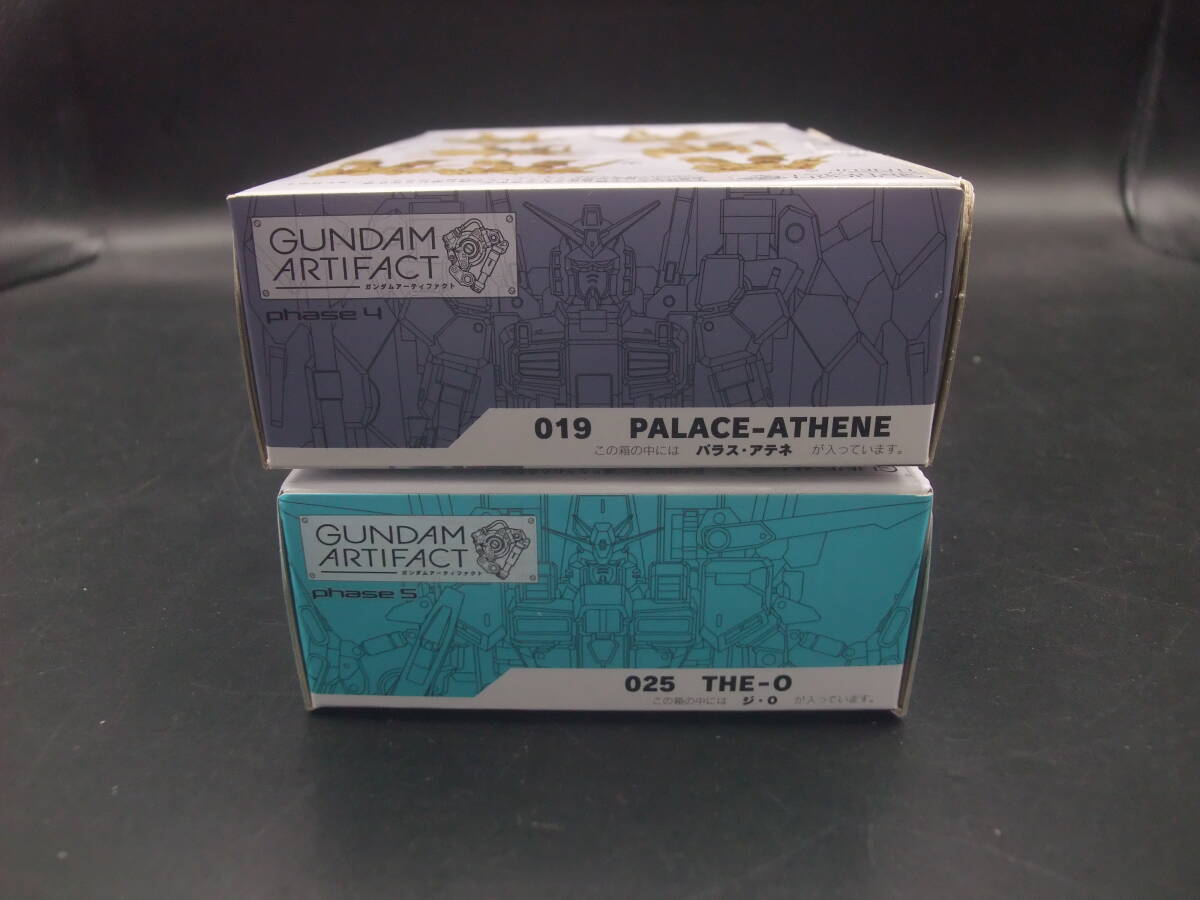 GUNDAM
ARTIFACT
ガンダムアーティファクト
phase 4
019 PALACE-ATHENE
この箱の中には パラス・アテネ が入っています。
GUNDAM
ARTIFACT
ガンダムアーティファクト
phase 5
025 THE-O
この箱の中には ジ・O が入っています。